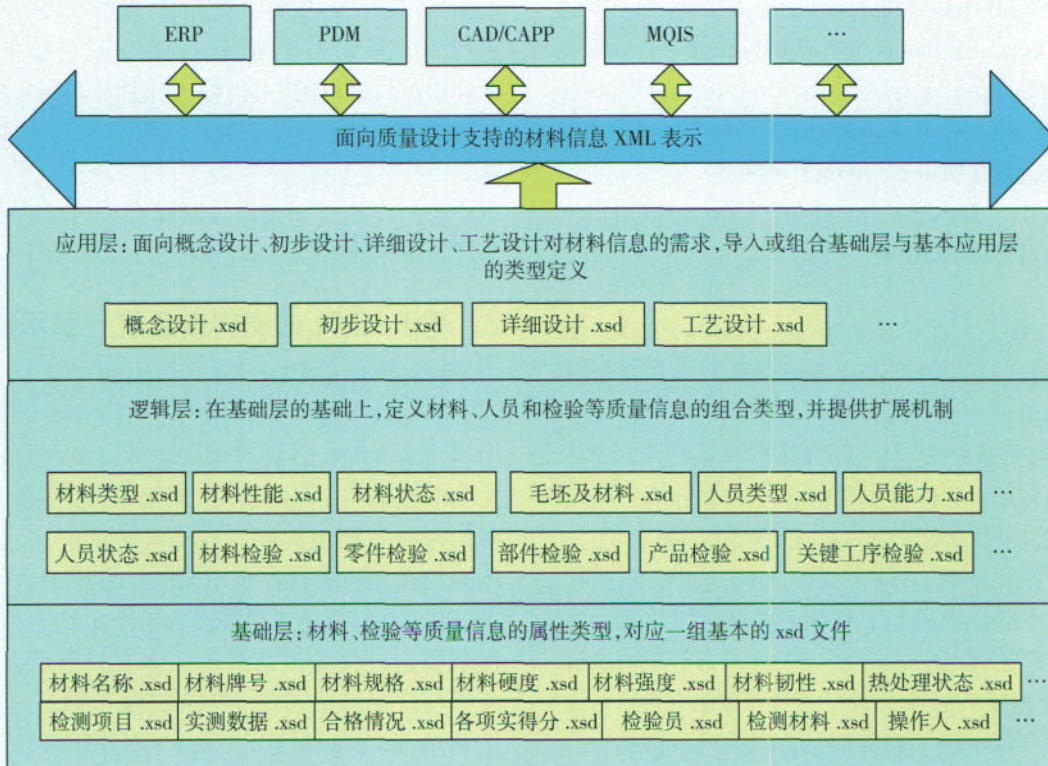 ERP PDM CAD/CAPP MQIS …
面向质量设计支持的材料信息 XML 表示
应用层：面向概念设计、初步设计、详细设计、工艺设计对材料信息的需求，导入或组合基础层与基本应用层
的类型定义
概念设计 .xsd 初步设计 .xsd 详细设计 .xsd 工艺设计 .xsd …
逻辑层：在基础层的基础上，定义材料、人员和检验等质量信息的组合类型，并提供扩展机制
材料类型 .xsd 材料性能 .xsd 材料状态 .xsd 毛坯及材料 .xsd 人员类型 .xsd 人员能力 .xsd …
人员状态 .xsd 材料检验 .xsd 零件检验 .xsd 部件检验 .xsd 产品检验 .xsd 关键工序检验 .xsd …
基础层：材料、检验等质量信息的属性类型，对应一组基本的 xsd 文件
材料名称 .xsd 材料牌号 .xsd 材料规格 .xsd 材料硬度 .xsd 材料强度 .xsd 材料韧性 .xsd 热处理状态 .xsd …
检测项目 .xsd 实测数据 .xsd 合格情况 .xsd 各项实得分 .xsd 检验员 .xsd 检测材料 .xsd 操作人 .xsd …